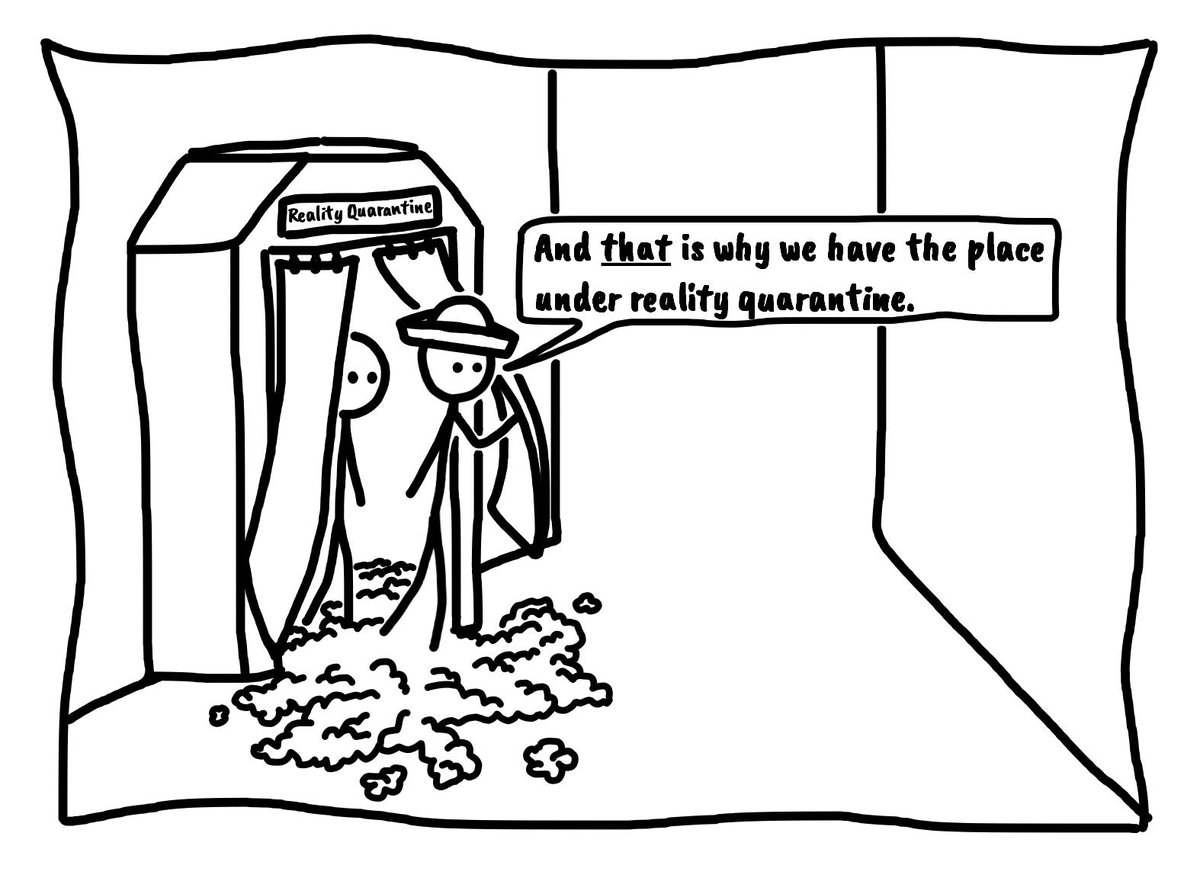 Reality Quarantine
And that is why we have the place
under reality quarantine.